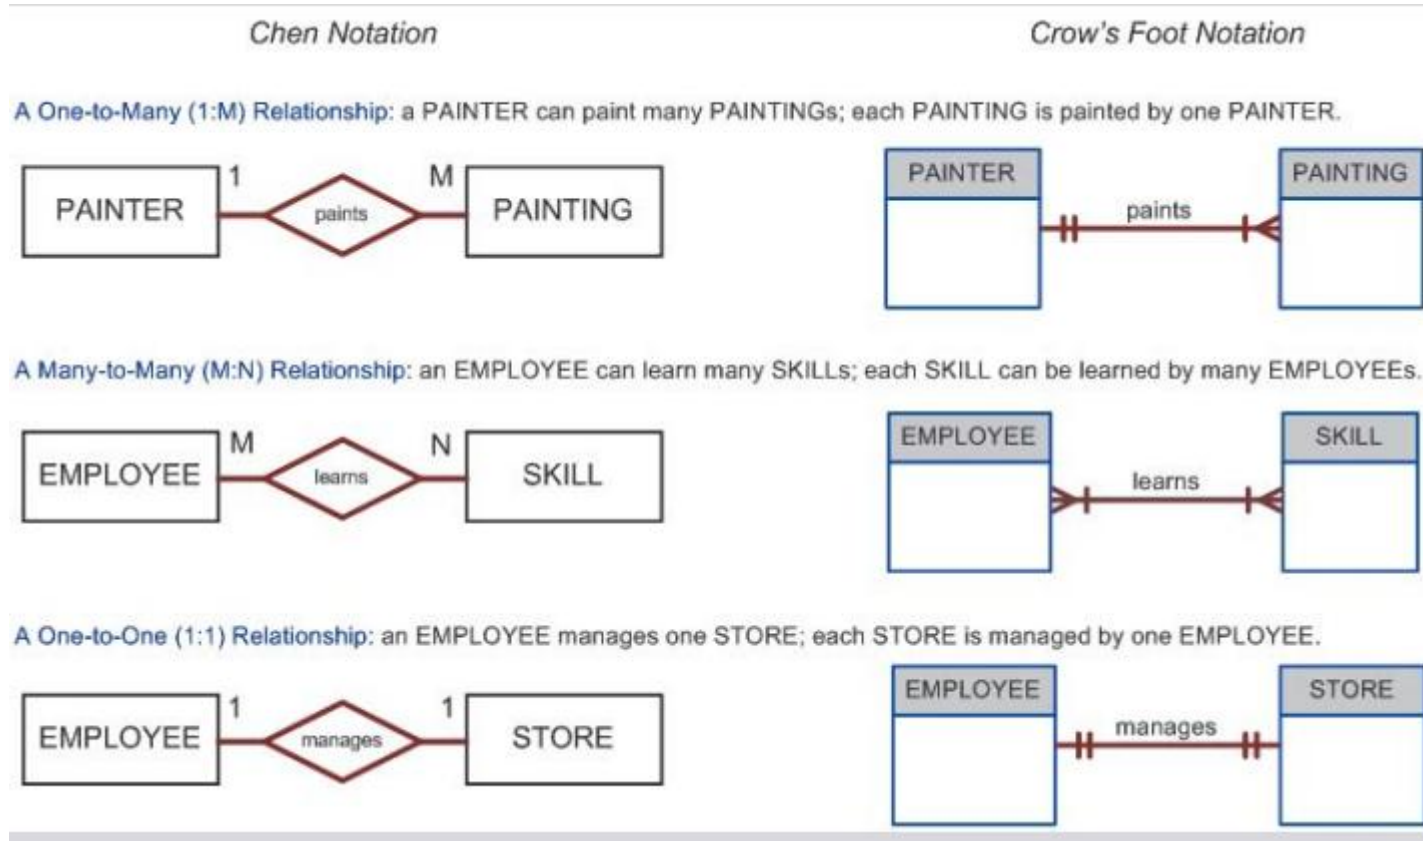 Chen Notation
Crow's Foot Notation
A One-to-Many (1:M) Relationship: a PAINTER can paint many PAINTINGs; each PAINTING is painted by one PAINTER.
PAINTER
1
paints
M
PAINTING
PAINTER
paints
PAINTING
A Many-to-Many (M:N) Relationship: an EMPLOYEE can learn many SKILLs; each SKILL can be learned by many EMPLOYEEs.
EMPLOYEE
M
learns
N
SKILL
EMPLOYEE
learns
SKILL
A One-to-One (1:1) Relationship: an EMPLOYEE manages one STORE; each STORE is managed by one EMPLOYEE.
EMPLOYEE
1
manages
1
STORE
EMPLOYEE
manages
STORE